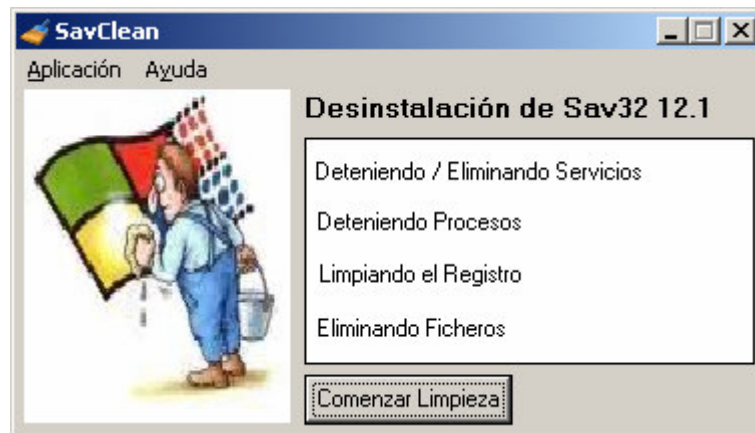 SavClean
Aplicación Ayuda
Desinstalación de Sav32 12.1
Deteniendo / Eliminando Servicios
Deteniendo Procesos
Limpiando el Registro
Eliminando Ficheros
Comenzar Limpieza